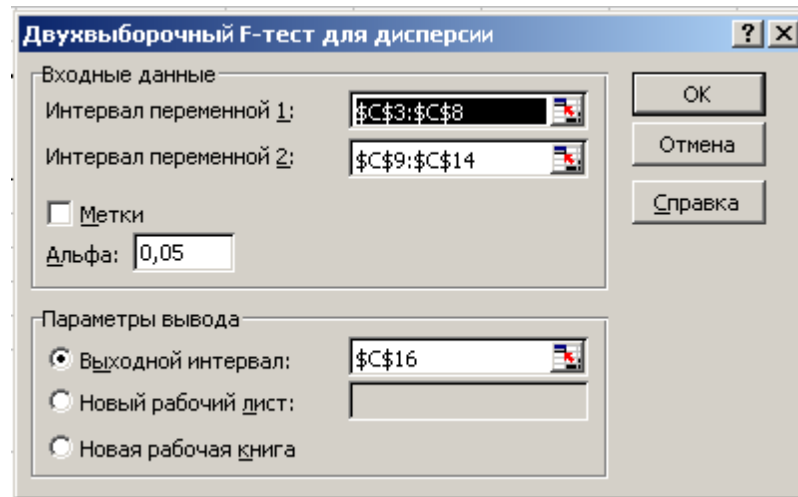 Двухвыборочный F-тест для дисперсии
Входные данные
Интервал переменной 1: $C$3:$C$8
Интервал переменной 2: $C$9:$C$14
Метки
Альфа: 0,05
OK
Отмена
Справка
Параметры вывода
Выходной интервал: $C$16
Новый рабочий лист:
Новая рабочая книга